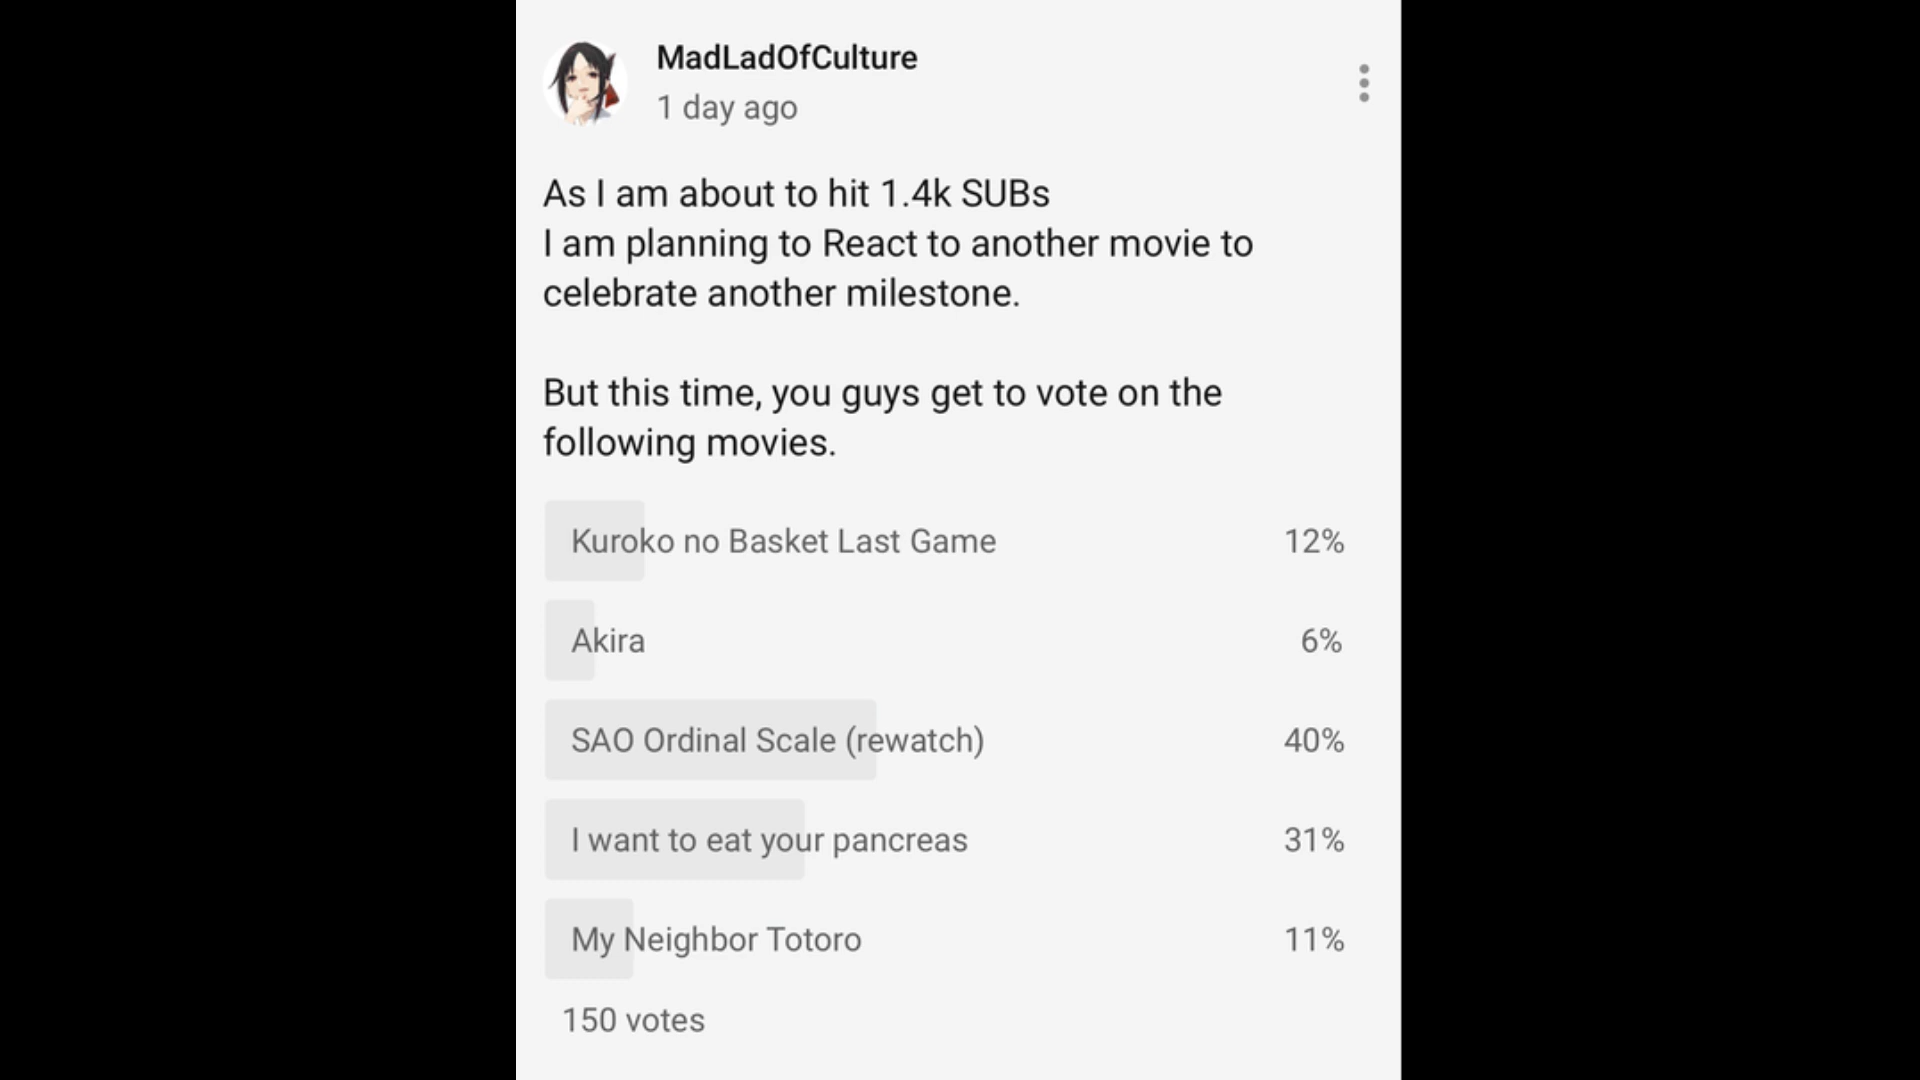 MadLadOfCulture
1 day ago
As I am about to hit 1.4k SUBs
I am planning to React to another movie to
celebrate another milestone.
But this time, you guys get to vote on the
following movies.
Kuroko no Basket Last Game 12%
Akira 6%
SAO Ordinal Scale (rewatch) 40%
I want to eat your pancreas 31%
My Neighbor Totoro 11%
150 votes